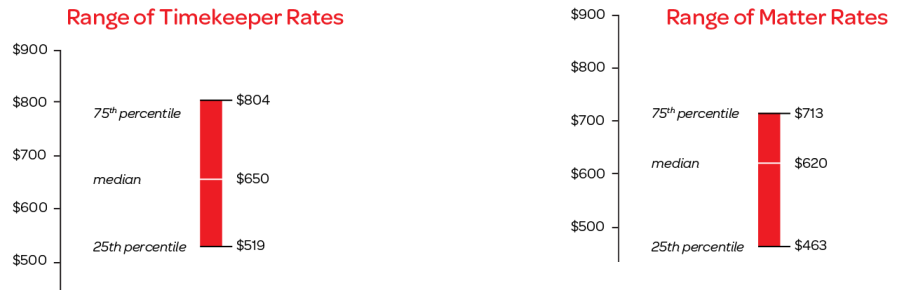 Range of Timekeeper Rates
$900
$800
$700
$600
$500
75th percentile
$804
median
$650
25th percentile
$519
Range of Matter Rates
$900
$800
$700
$600
$500
75th percentile
$713
median
$620
25th percentile
$463